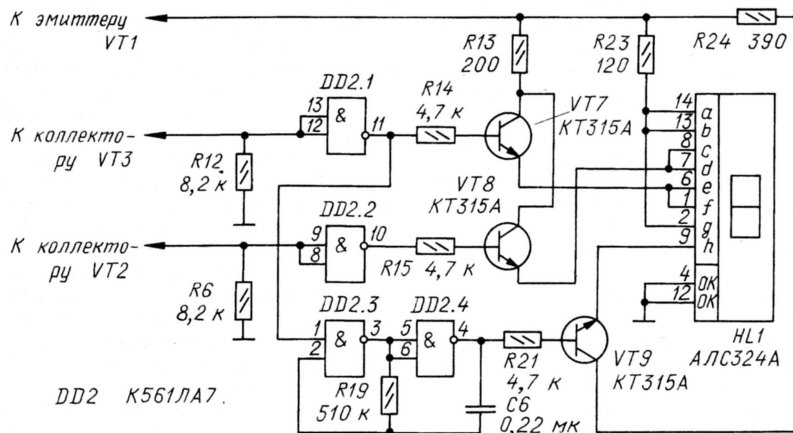 К эмиттеру
VT1
R13
200
R23
120
R24 390
DD2.1
13
12
&
11
R14
4,7 к
VT7
КТ315А
К коллекто-
ру VT3
R12
8,2 к
VT8
КТ315А
14
13
8
7
6
1
2
9
a
b
c
d
e
f
g
h
DD2.2
9
8
&
10
R15 4,7 к
К коллекто-
ру VT2
R6
8,2 к
4
12
ОК
ОК
HL1
АЛС324А
DD2.3
1
2
&
3
DD2.4
5
6
&
4
R21
4,7 к
VT9
КТ315А
R19
510 к
C6
0,22 мк
DD2 К561ЛА7.